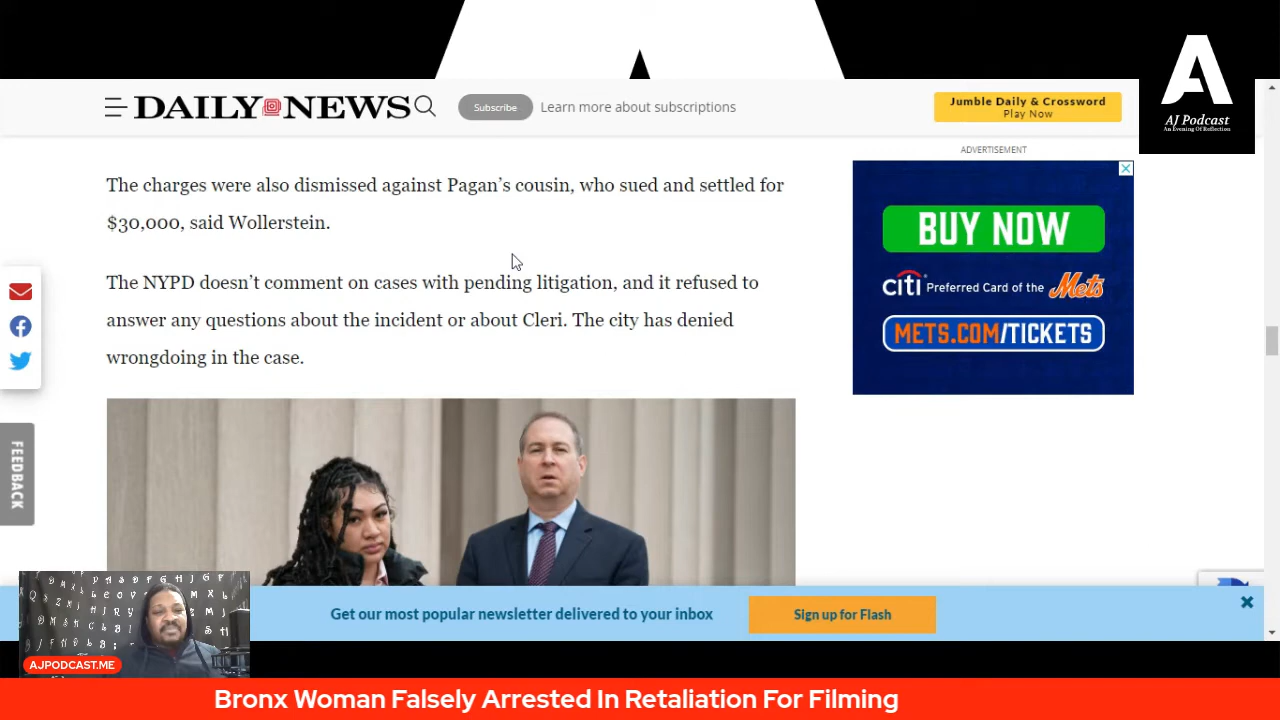 DAILY NEWS
Subscribe
Learn more about subscriptions
Jumble Daily & Crossword
Play Now
A
AJ Podcast
An Evening Of Reflection
ADVERTISEMENT
The charges were also dismissed against Pagan's cousin, who sued and settled for
$30,000, said Wollerstein.
The NYPD doesn't comment on cases with pending litigation, and it refused to
answer any questions about the incident or about Cleri. The city has denied
wrongdoing in the case.
BUY NOW
citi Preferred Card of the Mets
METS.COM/TICKETS
FEEDBACK
Get our most popular newsletter delivered to your inbox
Sign up for Flash
AJPODCAST.ME
Bronx Woman Falsely Arrested In Retaliation For Filming